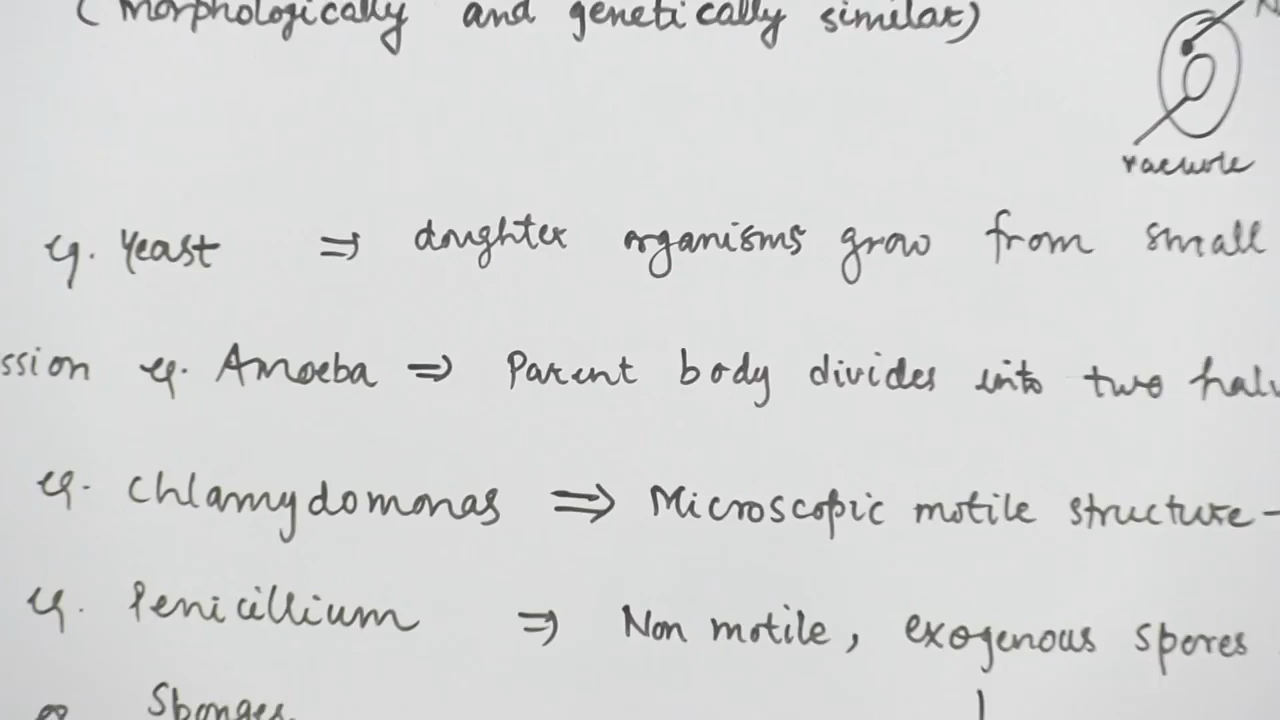 (morphologically and genetically similar)
N
vacuole
eg. Yeast ⇒ daughter organisms grow from small
ssion eg. Amoeba ⇒ Parent body divides into two halv
eg. Chlamydomonas ⇒ Microscopic motile structure -
eg. Penicillium ⇒ Non motile, exogenous spores
Sponges